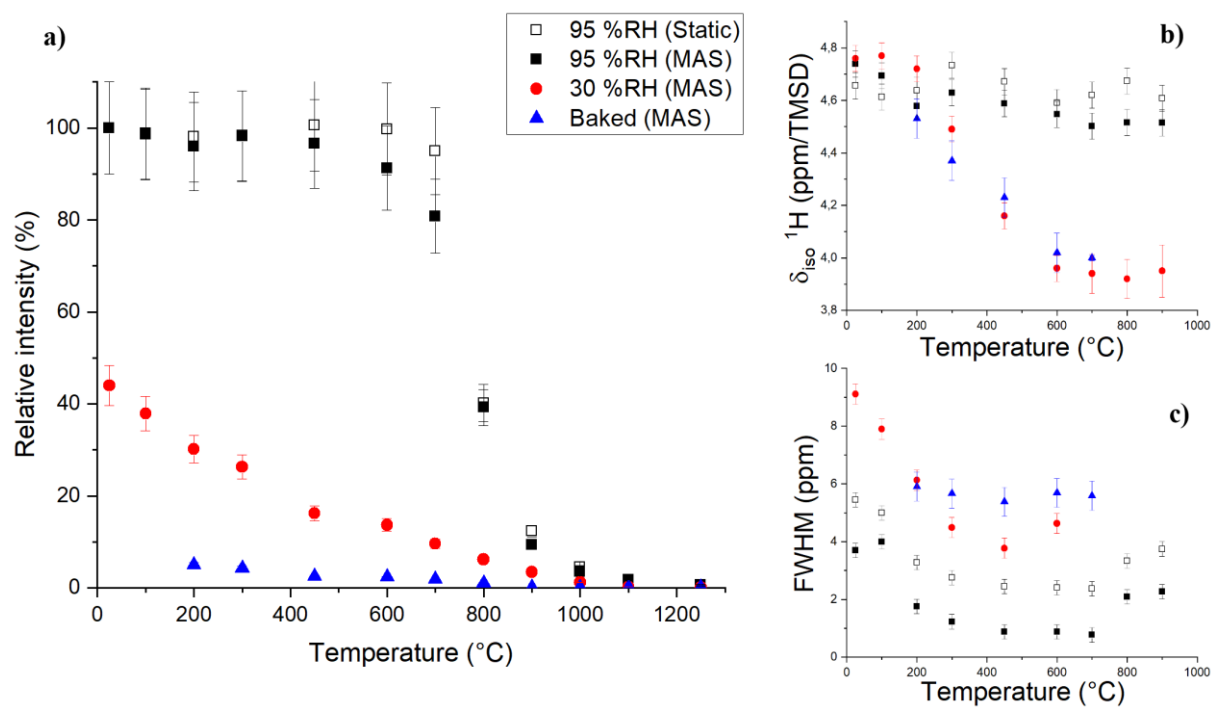 a)
95 %RH (Static)
95 %RH (MAS)
30 %RH (MAS)
Baked (MAS)
100
80
60
40
20
0
Relative intensity (%)
0 200 400 600 800 1000 1200
Temperature (°C)
b)
4,8
4,6
4,4
4,2
4,0
3,8
δiso ¹H (ppm/TMSD)
0 200 400 600 800 1000
Temperature (°C)
c)
10
8
6
4
2
0
FWHM (ppm)
0 200 400 600 800 1000
Temperature (°C)